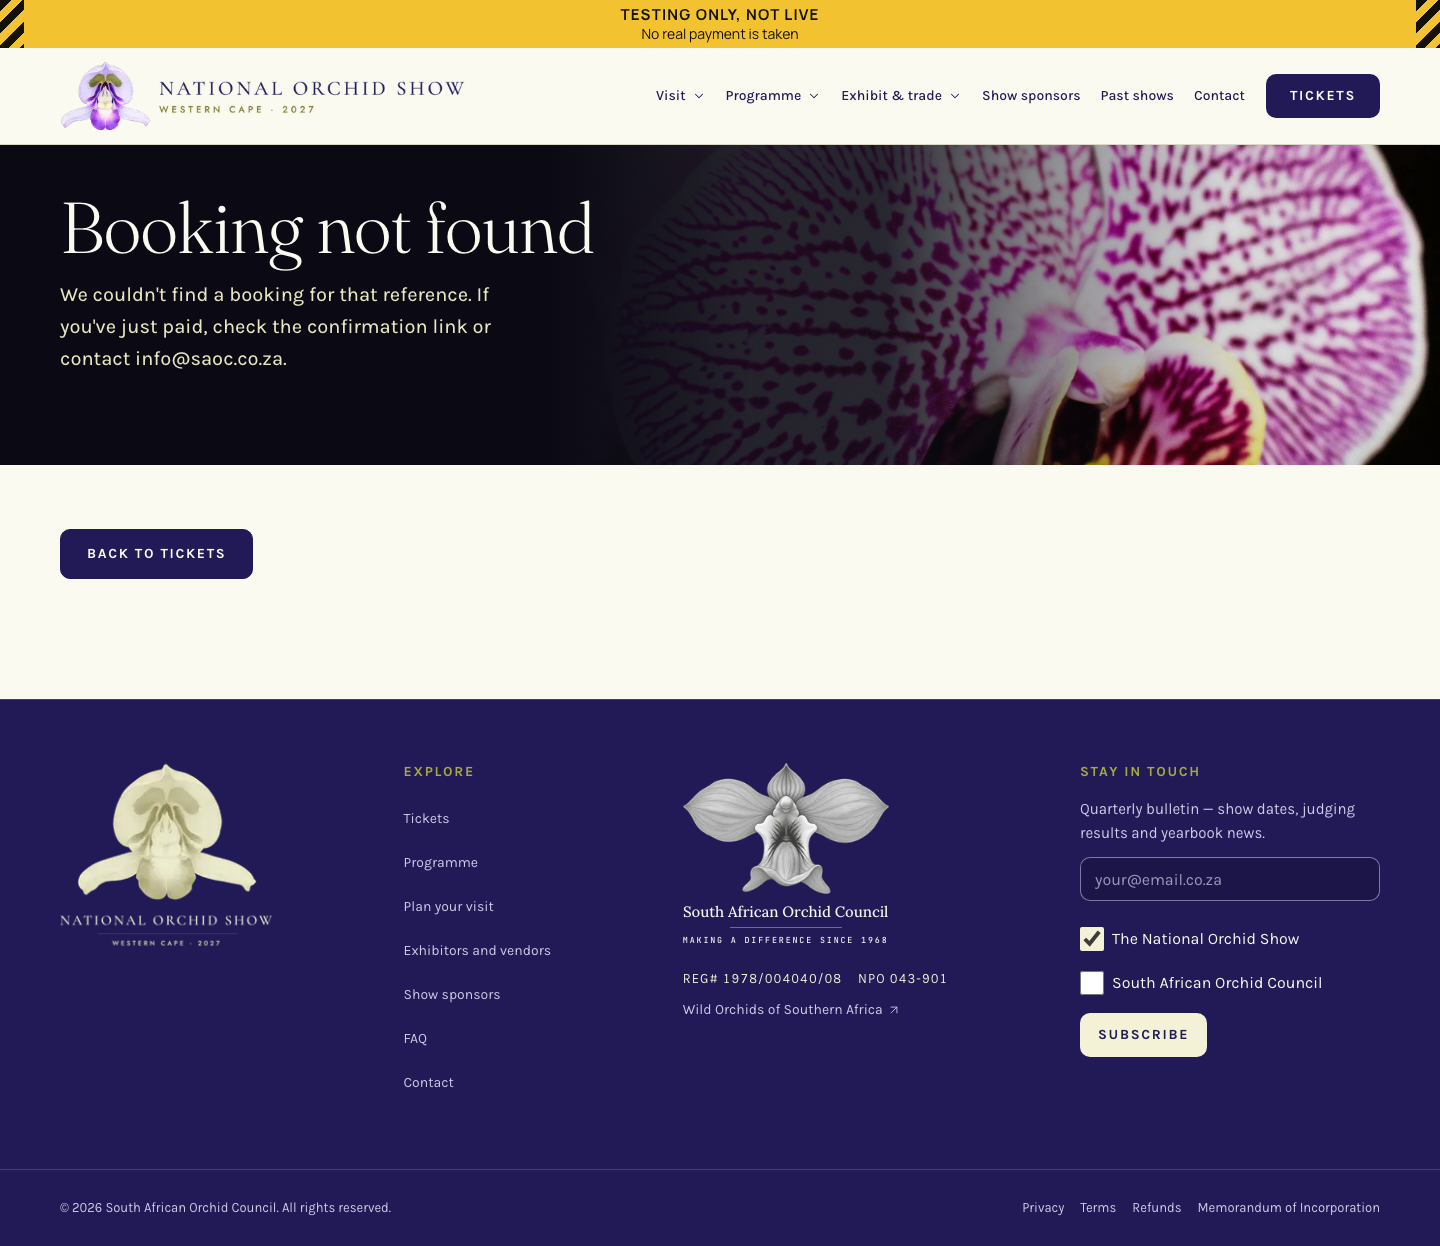 TESTING ONLY, NOT LIVE
No real payment is taken
NATIONAL ORCHID SHOW
WESTERN CAPE · 2027
Visit
Programme
Exhibit & trade
Show sponsors
Past shows
Contact
TICKETS
Booking not found
We couldn't find a booking for that reference. If
you've just paid, check the confirmation link or
contact info@saoc.co.za.
BACK TO TICKETS
NATIONAL ORCHID SHOW
WESTERN CAPE · 2027
EXPLORE
Tickets
Programme
Plan your visit
Exhibitors and vendors
Show sponsors
FAQ
Contact
South African Orchid Council
MAKING A DIFFERENCE SINCE 1968
REG# 1978/004040/08 NPO 043-901
Wild Orchids of Southern Africa ↗
STAY IN TOUCH
Quarterly bulletin — show dates, judging
results and yearbook news.
your@email.co.za
The National Orchid Show
South African Orchid Council
SUBSCRIBE
© 2026 South African Orchid Council. All rights reserved.
Privacy
Terms
Refunds
Memorandum of Incorporation